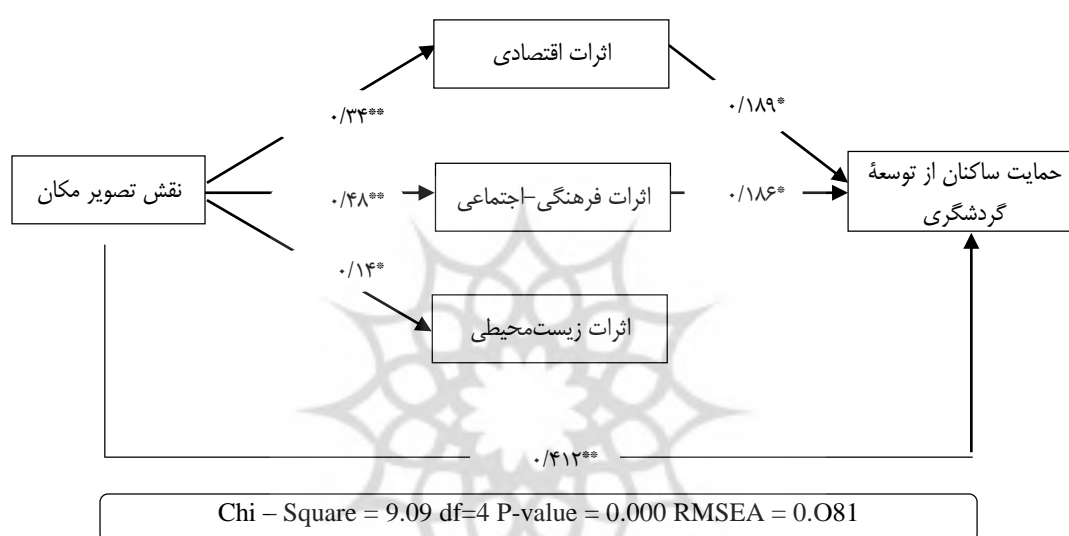 اثرات اقتصادی
۰/۳۴**
۰/۱۸۹*
نقش تصویر مکان
۰/۴۸**
اثرات فرهنگی-اجتماعی
۰/۱۸۶*
حمایت ساکنان از توسعهٔ
گردشگری
۰/۱۴*
اثرات زیست‌محیطی
۰/۴۱۲**
Chi – Square = 9.09 df=4 P-value = 0.000 RMSEA = 0.O81